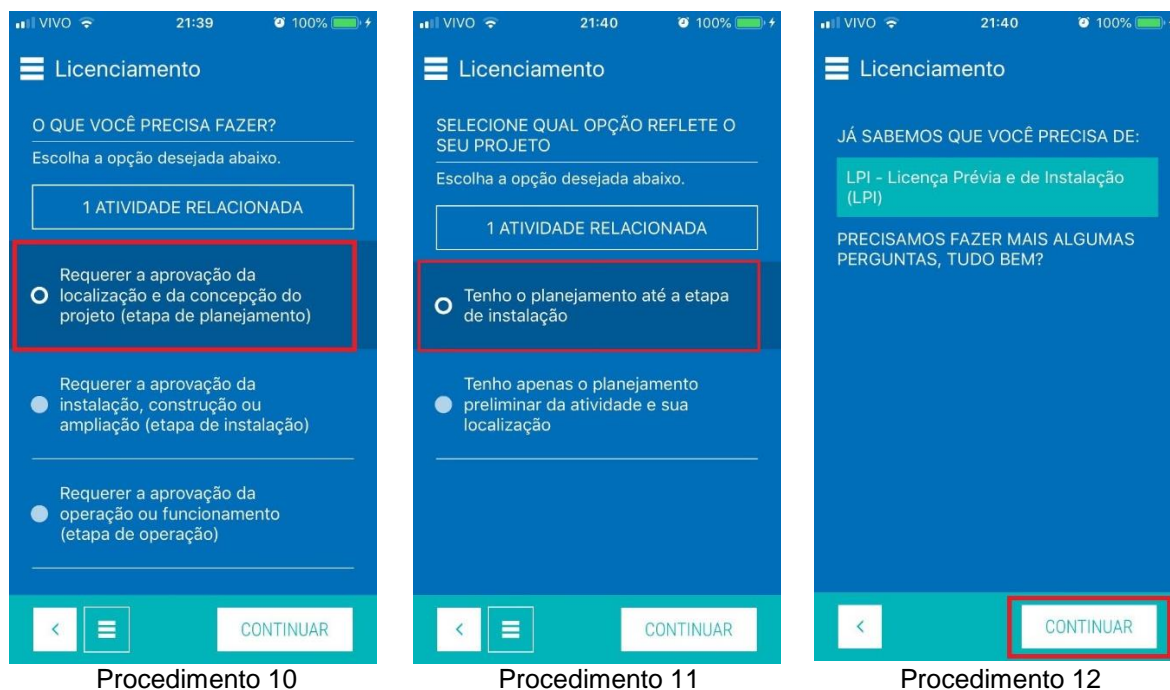 VIVO 21:39 100%
Licenciamento
O QUE VOCÊ PRECISA FAZER?
Escolha a opção desejada abaixo.
1 ATIVIDADE RELACIONADA
Requerer a aprovação da
localização e da concepção do
projeto (etapa de planejamento)
Requerer a aprovação da
instalação, construção ou
ampliação (etapa de instalação)
Requerer a aprovação da
operação ou funcionamento
(etapa de operação)
CONTINUAR
Procedimento 10
VIVO 21:40 100%
Licenciamento
SELECIONE QUAL OPÇÃO REFLETE O
SEU PROJETO
Escolha a opção desejada abaixo.
1 ATIVIDADE RELACIONADA
Tenho o planejamento até a etapa
de instalação
Tenho apenas o planejamento
preliminar da atividade e sua
localização
CONTINUAR
Procedimento 11
VIVO 21:40 100%
Licenciamento
JÁ SABEMOS QUE VOCÊ PRECISA DE:
LPI - Licença Prévia e de Instalação
(LPI)
PRECISAMOS FAZER MAIS ALGUMAS
PERGUNTAS, TUDO BEM?
CONTINUAR
Procedimento 12